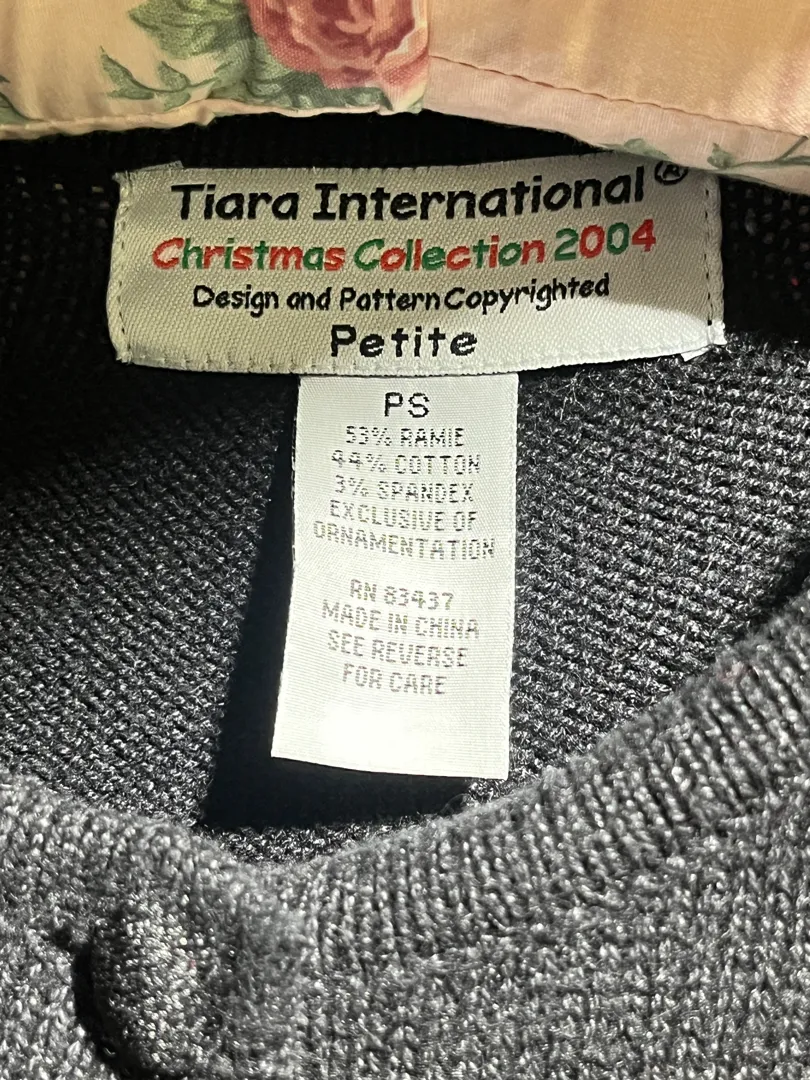 Tiara International®
Christmas Collection 2004
Design and Pattern Copyrighted
Petite
PS
53% RAMIE
44% COTTON
3% SPANDEX
EXCLUSIVE OF
ORNAMENTATION
RN 83437
MADE IN CHINA
SEE REVERSE
FOR CARE